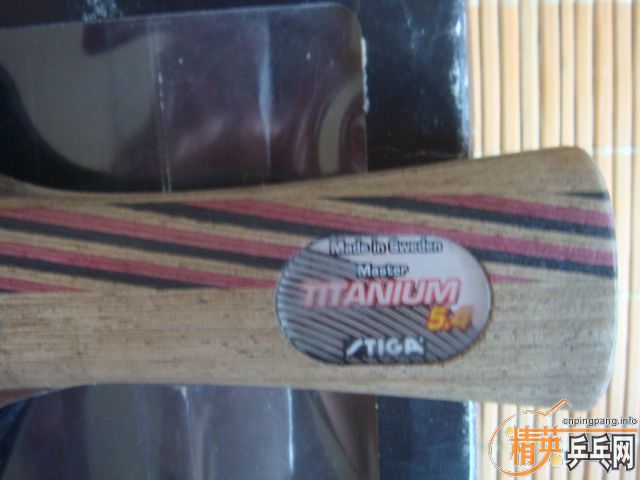 Made in Sweden
Master
TITANIUM
5.4
STIGA
cnpingpang.info
精英乒乓网